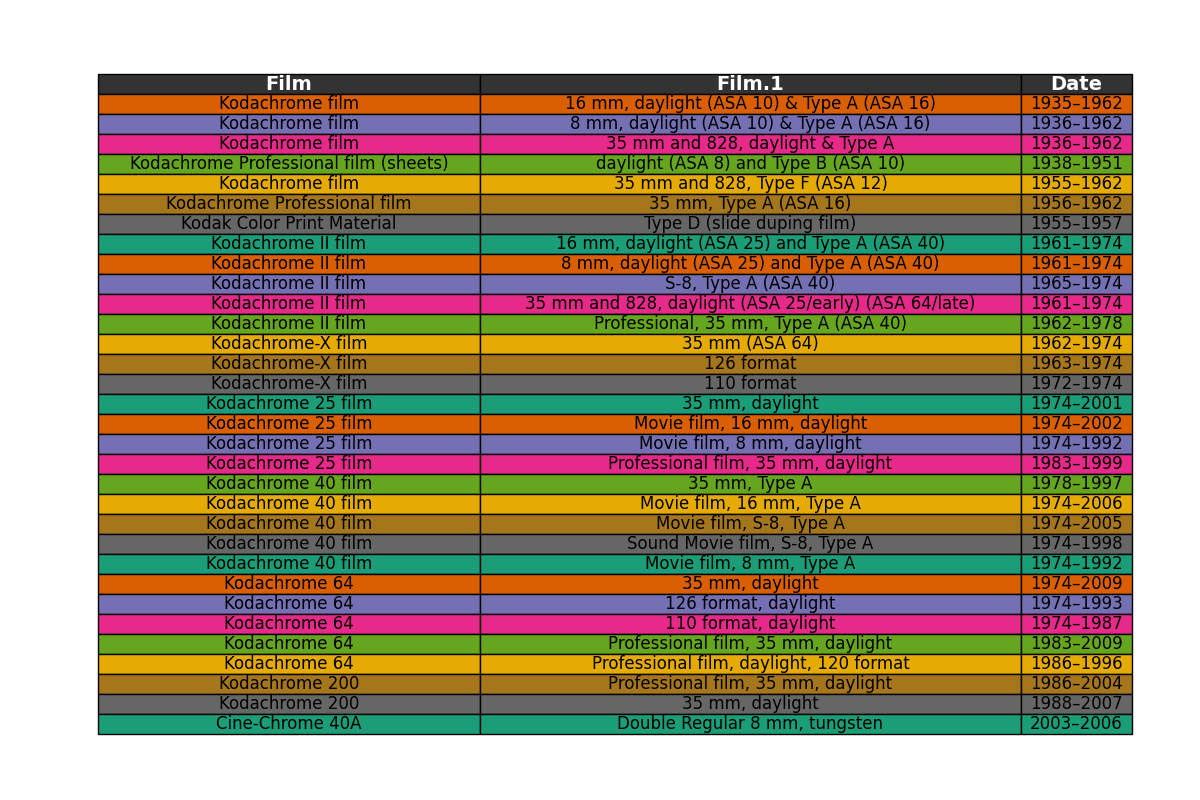 Film Film.1 Date
Kodachrome film 16 mm, daylight (ASA 10) & Type A (ASA 16) 1935–1962
Kodachrome film 8 mm, daylight (ASA 10) & Type A (ASA 16) 1936–1962
Kodachrome film 35 mm and 828, daylight & Type A 1936–1962
Kodachrome Professional film (sheets) daylight (ASA 8) and Type B (ASA 10) 1938–1951
Kodachrome film 35 mm and 828, Type F (ASA 12) 1955–1962
Kodachrome Professional film 35 mm, Type A (ASA 16) 1956–1962
Kodak Color Print Material Type D (slide duping film) 1955–1957
Kodachrome II film 16 mm, daylight (ASA 25) and Type A (ASA 40) 1961–1974
Kodachrome II film 8 mm, daylight (ASA 25) and Type A (ASA 40) 1961–1974
Kodachrome II film S-8, Type A (ASA 40) 1965–1974
Kodachrome II film 35 mm and 828, daylight (ASA 25/early) (ASA 64/late) 1961–1974
Kodachrome II film Professional, 35 mm, Type A (ASA 40) 1962–1978
Kodachrome-X film 35 mm (ASA 64) 1962–1974
Kodachrome-X film 126 format 1963–1974
Kodachrome-X film 110 format 1972–1974
Kodachrome 25 film 35 mm, daylight 1974–2001
Kodachrome 25 film Movie film, 16 mm, daylight 1974–2002
Kodachrome 25 film Movie film, 8 mm, daylight 1974–1992
Kodachrome 25 film Professional film, 35 mm, daylight 1983–1999
Kodachrome 40 film 35 mm, Type A 1978–1997
Kodachrome 40 film Movie film, 16 mm, Type A 1974–2006
Kodachrome 40 film Movie film, S-8, Type A 1974–2005
Kodachrome 40 film Sound Movie film, S-8, Type A 1974–1998
Kodachrome 40 film Movie film, 8 mm, Type A 1974–1992
Kodachrome 64 35 mm, daylight 1974–2009
Kodachrome 64 126 format, daylight 1974–1993
Kodachrome 64 110 format, daylight 1974–1987
Kodachrome 64 Professional film, 35 mm, daylight 1983–2009
Kodachrome 64 Professional film, daylight, 120 format 1986–1996
Kodachrome 200 Professional film, 35 mm, daylight 1986–2004
Kodachrome 200 35 mm, daylight 1988–2007
Cine-Chrome 40A Double Regular 8 mm, tungsten 2003–2006